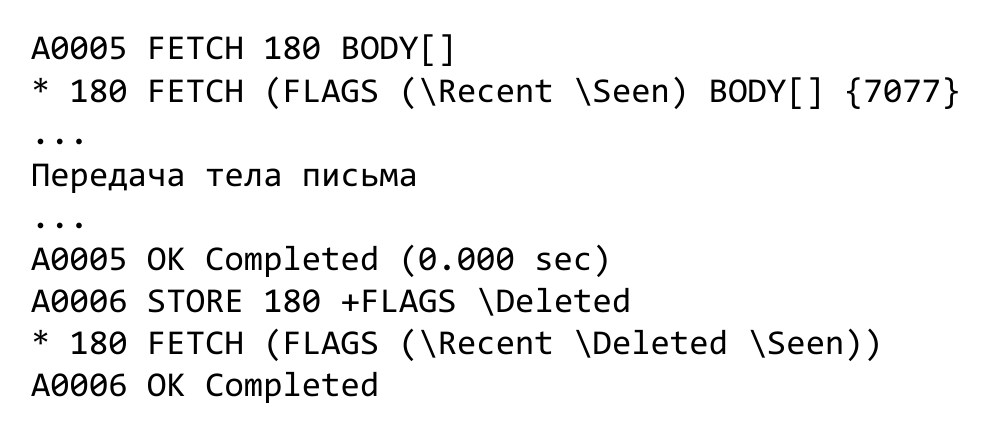 A0005 FETCH 180 BODY[]
* 180 FETCH (FLAGS (\Recent \Seen) BODY[] {7077}
...
Передача тела письма
...
A0005 OK Completed (0.000 sec)
A0006 STORE 180 +FLAGS \Deleted
* 180 FETCH (FLAGS (\Recent \Deleted \Seen))
A0006 OK Completed